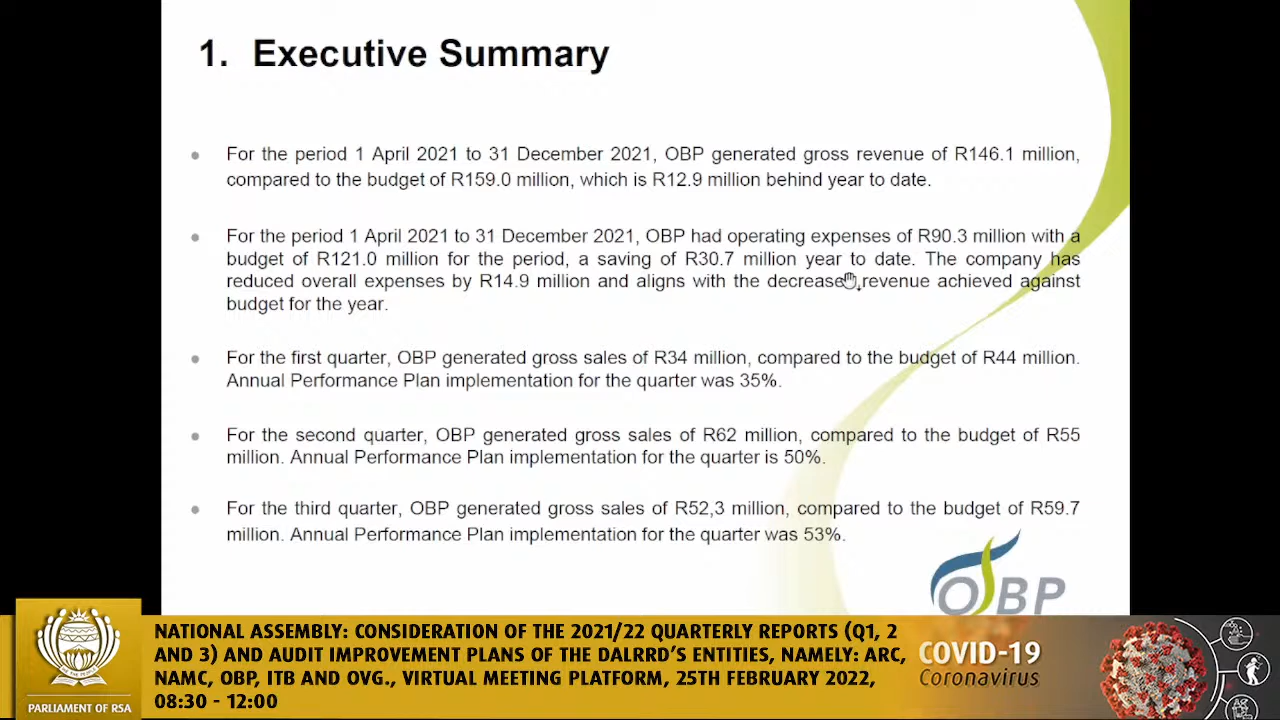 1. Executive Summary
For the period 1 April 2021 to 31 December 2021, OBP generated gross revenue of R146.1 million,
compared to the budget of R159.0 million, which is R12.9 million behind year to date.
For the period 1 April 2021 to 31 December 2021, OBP had operating expenses of R90.3 million with a
budget of R121.0 million for the period, a saving of R30.7 million year to date. The company has
reduced overall expenses by R14.9 million and aligns with the decrease revenue achieved against
budget for the year.
For the first quarter, OBP generated gross sales of R34 million, compared to the budget of R44 million.
Annual Performance Plan implementation for the quarter was 35%.
For the second quarter, OBP generated gross sales of R62 million, compared to the budget of R55
million. Annual Performance Plan implementation for the quarter is 50%.
For the third quarter, OBP generated gross sales of R52,3 million, compared to the budget of R59.7
million. Annual Performance Plan implementation for the quarter was 53%.
OBP
PARLIAMENT OF RSA
NATIONAL ASSEMBLY: CONSIDERATION OF THE 2021/22 QUARTERLY REPORTS (Q1, 2
AND 3) AND AUDIT IMPROVEMENT PLANS OF THE DALRRD'S ENTITIES, NAMELY: ARC,
NAMC, OBP, ITB AND OVG., VIRTUAL MEETING PLATFORM, 25TH FEBRUARY 2022,
08:30 - 12:00
COVID-19
Coronavirus